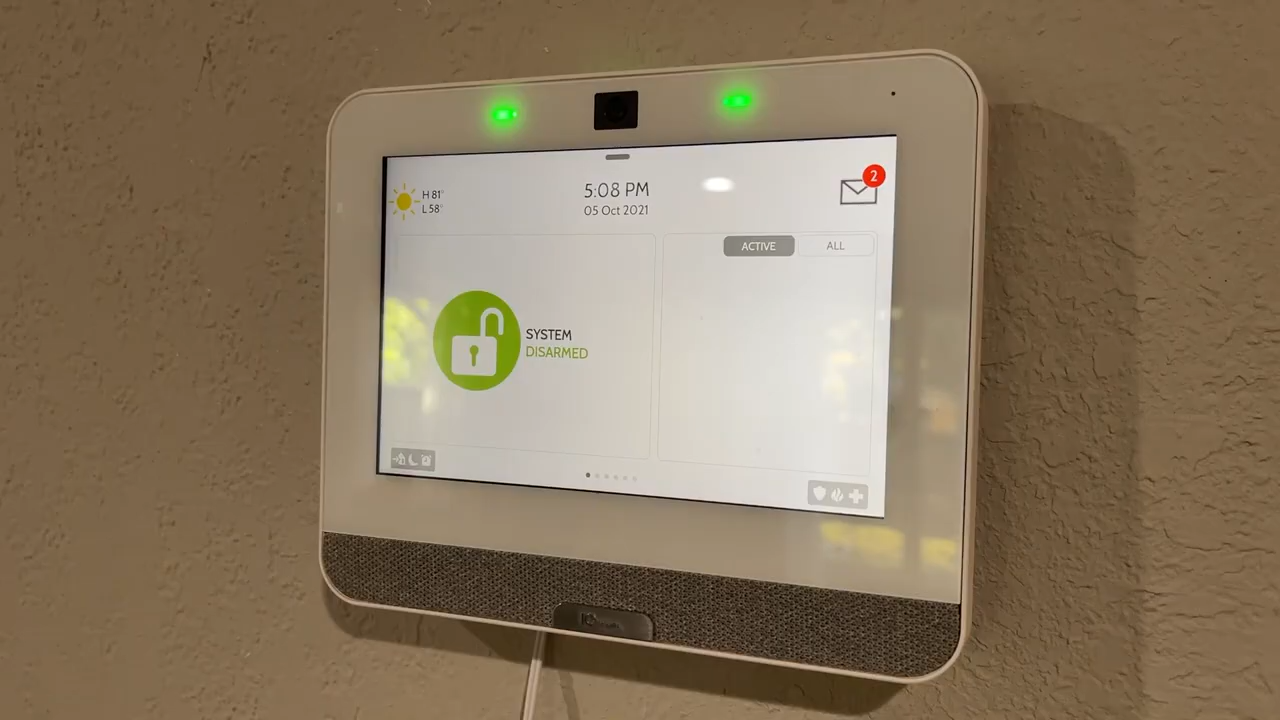 H 81°
L 58°
5:08 PM
05 Oct 2021
2
ACTIVE
ALL
SYSTEM
DISARMED